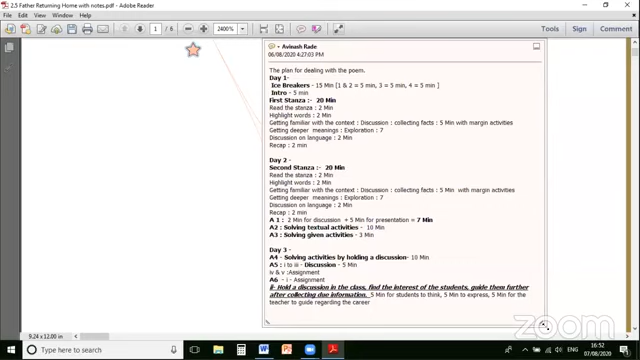 2.5 Father Returning Home with notes.pdf - Adobe Reader
File Edit View Window Help
1 / 6 2400% Tools Sign Comment
Avinash Rade
06/08/2020 4:27:03 PM
The plan for dealing with the poem.
Day 1-
Ice Breakers - 15 Min [1 & 2 = 5 min, 3 = 5 min, 4 = 5 min ]
Intro - 5 min
First Stanza :- 20 Min
Read the stanza : 2 Min
Highlight words : 2 Min
Getting familiar with the context : Discussion : collecting facts : 5 Min with margin activities
Getting deeper meanings : Exploration : 7
Discussion on language : 2 Min
Recap : 2 min
Day 2 -
Second Stanza :- 20 Min
Read the stanza : 2 Min
Highlight words : 2 Min
Getting familiar with the context : Discussion : collecting facts : 5 Min with margin activities
Getting deeper meanings : Exploration : 7
Discussion on language : 2 Min
Recap : 2 min
A 1 : 2 Min for discussion + 5 Min for presentation = 7 Min
A2 : Solving textual activities - 10 Min
A3 : Solving given activities - 3 Min
Day 3 -
A4 - Solving activities by holding a discussion- 10 Min
A5 : i to iii - Discussion - 5 Min
iv & v :Assignment
A6 - i - Assignment
ii- Hold a discussion in the class, find the interest of the students, guide them further
after collecting due information. 5 Min for students to think, 5 Min to express, 5 Min for the
teacher to guide regarding the career
9.24 x 12.00 in
zoom
Type here to search
ENG
16:52
07/08/2020